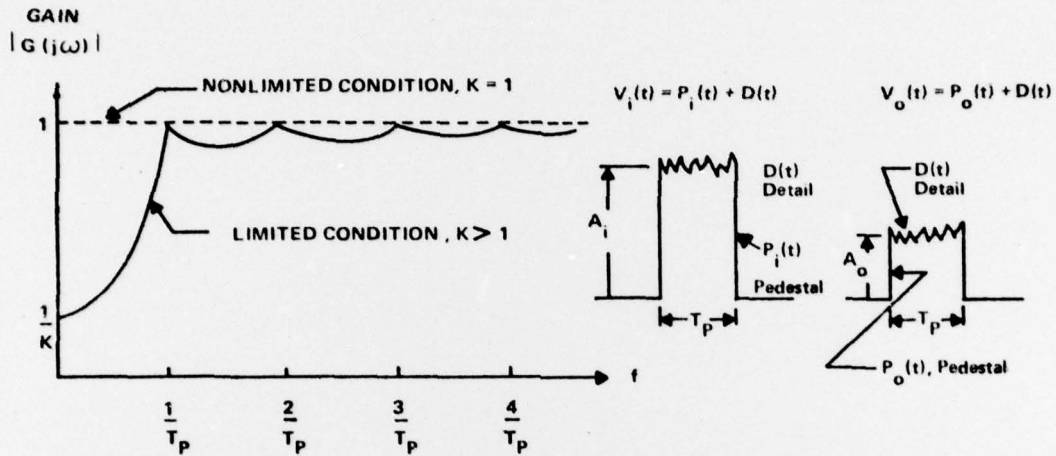 GAIN
|G(jω)|
NONLIMITED CONDITION, K = 1
1
LIMITED CONDITION, K > 1
1/K
1/T_P
2/T_P
3/T_P
4/T_P
f
V_i(t) = P_i(t) + D(t)
D(t)
Detail
A_i
P_i(t)
Pedestal
T_P
V_o(t) = P_o(t) + D(t)
D(t)
Detail
A_o
T_P
P_o(t), Pedestal